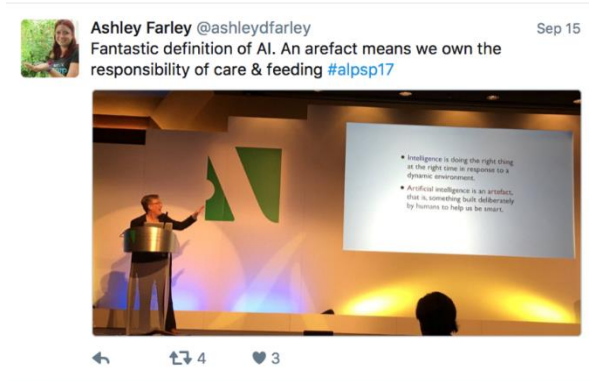 Ashley Farley @ashleydfarley Sep 15
Fantastic definition of AI. An arefact means we own the
responsibility of care & feeding #alpsp17
• Intelligence is doing the right thing
at the right time in response to a
dynamic environment.
• Artificial intelligence is an artefact,
that is, something built deliberately
by humans to help us be smart.
4 3